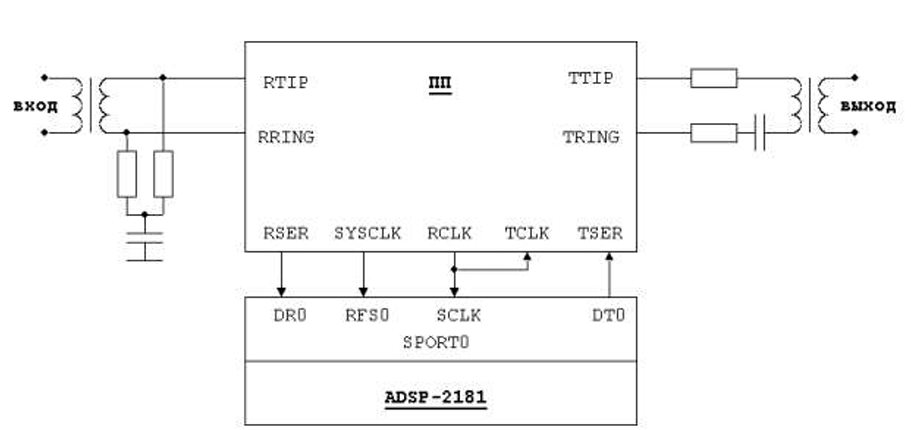 RTIP ПП TTIP
вход выход
RRING TRING
RSER SYSCLK RCLK TCLK TSER
DR0 RFS0 SCLK DT0
SPORT0
ADSP-2181